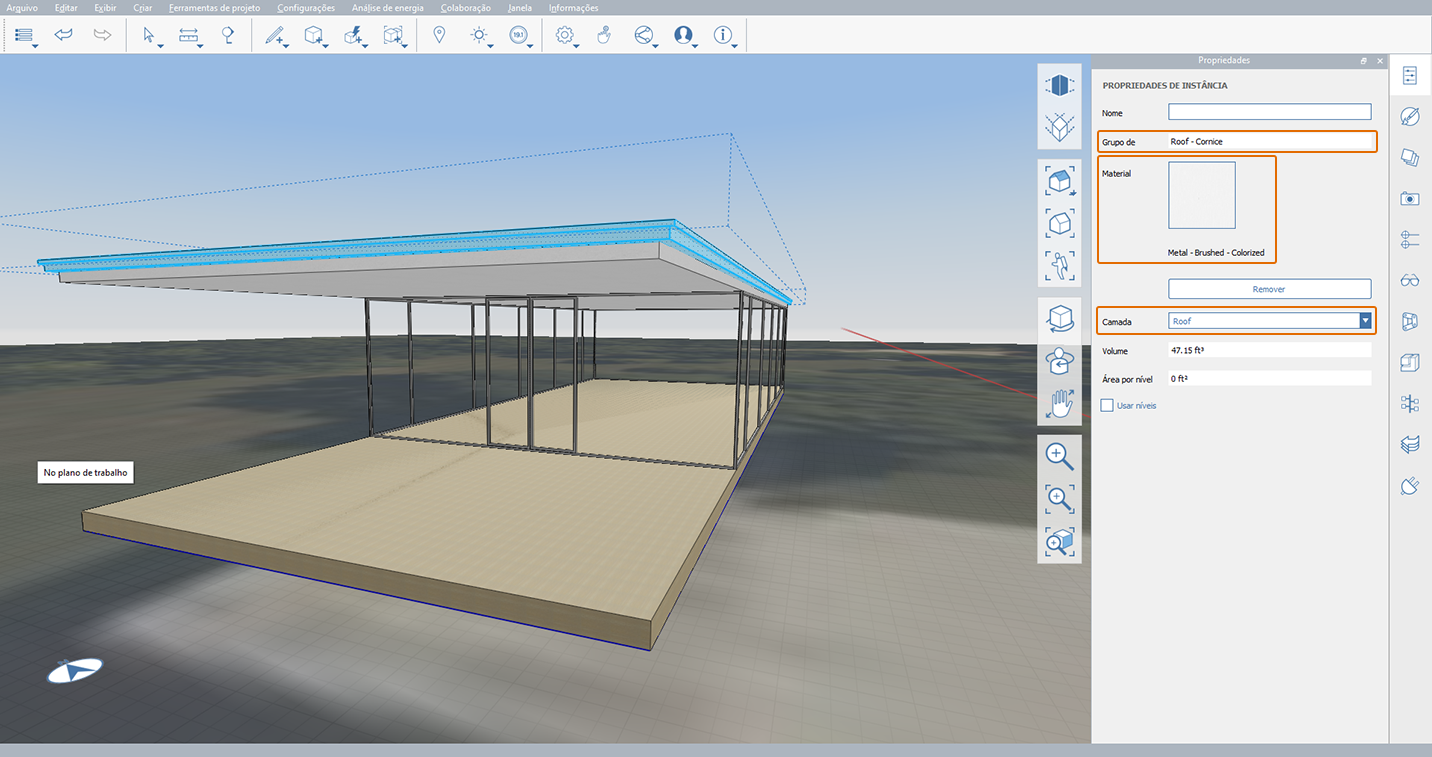 Arquivo Editar Exibir Criar Ferramentas de projeto Configurações Análise de energia Colaboração Janela Informações
19.1
Propriedades
PROPRIEDADES DE INSTÂNCIA
Nome
Grupo de Roof - Cornice
Material
Metal - Brushed - Colorized
Remover
Camada Roof
Volume 47.15 ft³
Área por nível 0 ft²
Usar níveis
No plano de trabalho